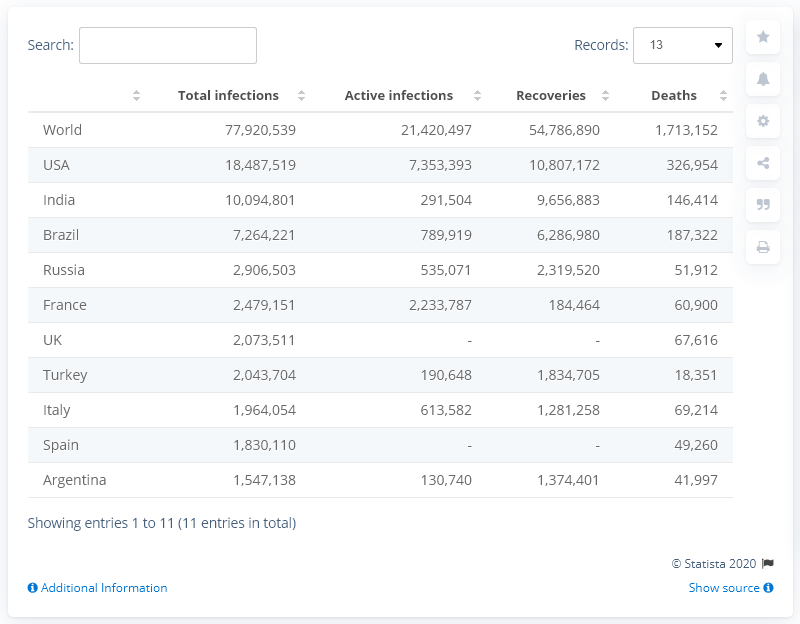 Search: Records: 13
Total infections Active infections Recoveries Deaths
World 77,920,539 21,420,497 54,786,890 1,713,152
USA 18,487,519 7,353,393 10,807,172 326,954
India 10,094,801 291,504 9,656,883 146,414
Brazil 7,264,221 789,919 6,286,980 187,322
Russia 2,906,503 535,071 2,319,520 51,912
France 2,479,151 2,233,787 184,464 60,900
UK 2,073,511 - - 67,616
Turkey 2,043,704 190,648 1,834,705 18,351
Italy 1,964,054 613,582 1,281,258 69,214
Spain 1,830,110 - - 49,260
Argentina 1,547,138 130,740 1,374,401 41,997
Showing entries 1 to 11 (11 entries in total)
© Statista 2020
Additional Information Show source